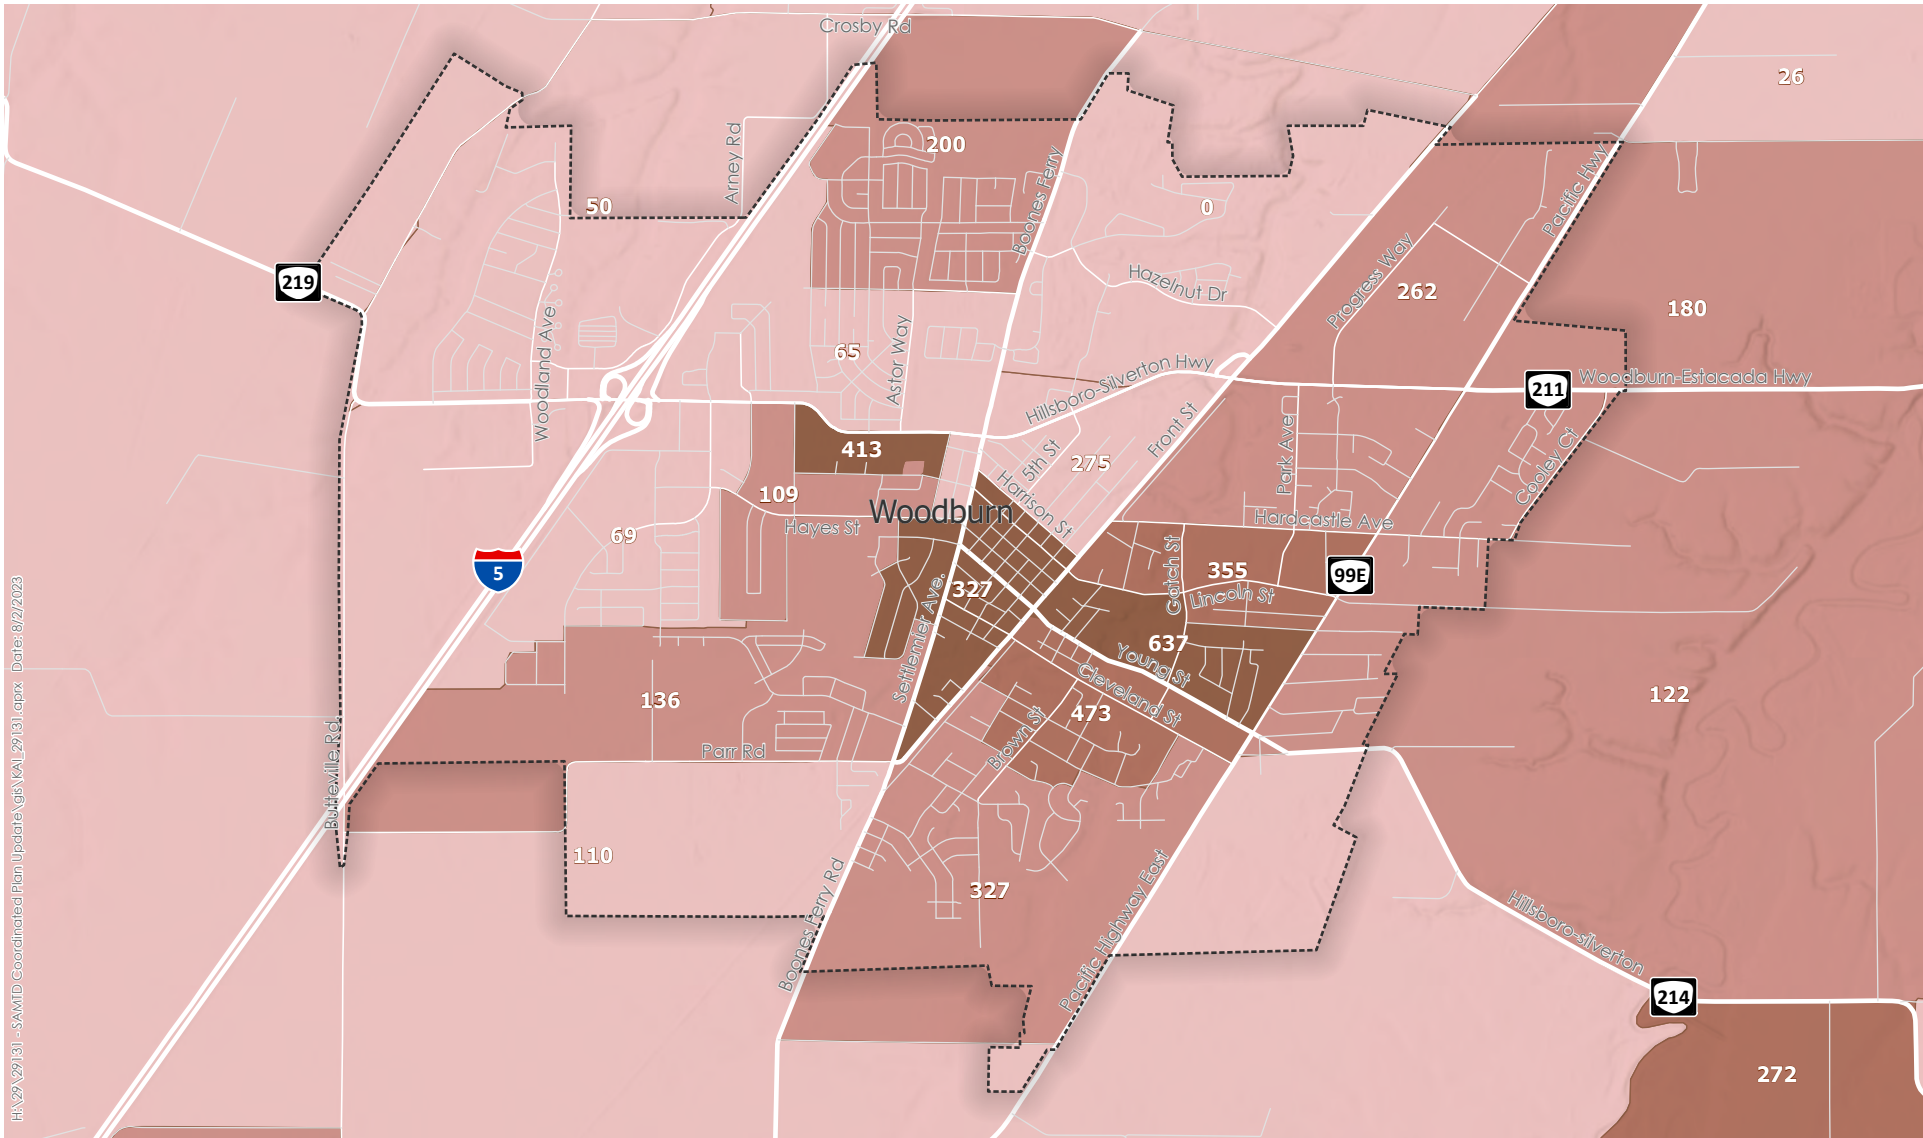 Crosby Rd
26
200
Arney Rd
Boones Ferry
Pacific Hwy
50
0
219
Hazelnut Dr
Progress Way
262
180
Woodland Ave
65
Astor Way
Hillsboro-Silverton Hwy
211
Woodburn-Estacada Hwy
413
5th St
275
Front St
Park Ave
Cooley Ct
109
Harrison St
Woodburn
Hayes St
Hardcastle Ave
69
5
327
Gatch St
355
Lincoln St
99E
Settlemier Ave.
637
Young St
Cleveland St
136
473
122
Brown St
Parr Rd
Butteville Rd
110
327
Boones Ferry Rd
Pacific Highway East
Hillsboro-silverton
214
272
H:\29\29131 - SAMTD Coordinated Plan Update\gis\KAI_29131.aprx Date: 8/2/2023